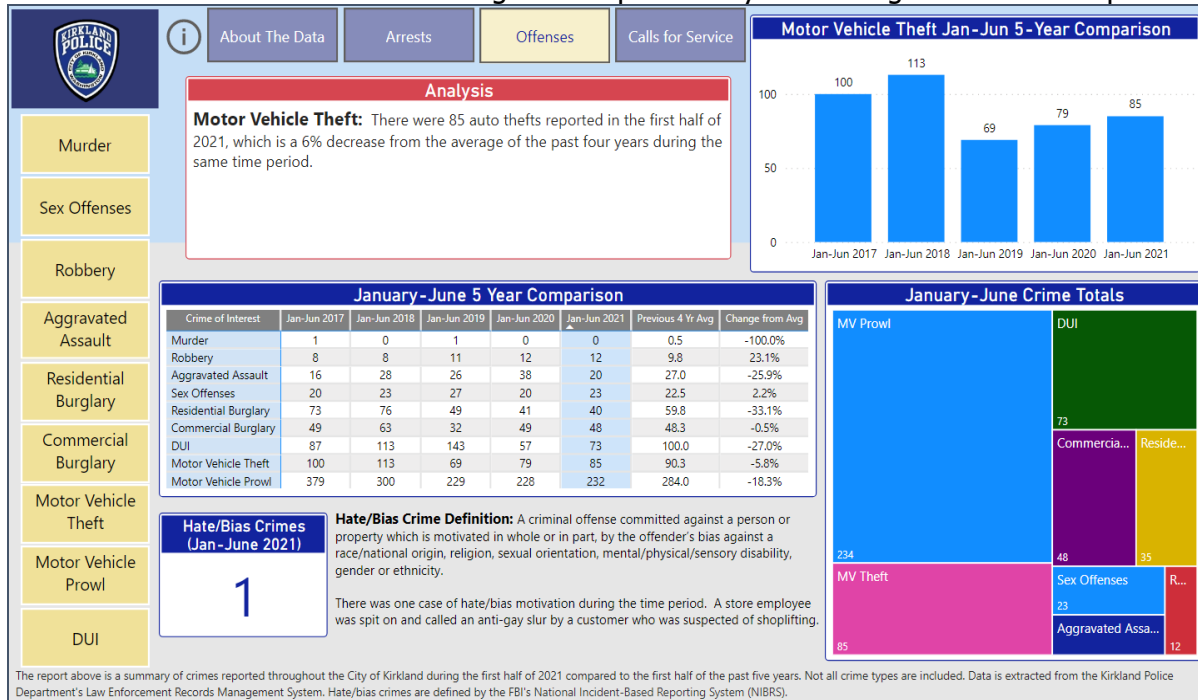 KIRKLAND
POLICE
WASHINGTON
i
About The Data
Arrests
Offenses
Calls for Service
Murder
Sex Offenses
Robbery
Aggravated
Assault
Residential
Burglary
Commercial
Burglary
Motor Vehicle
Theft
Motor Vehicle
Prowl
DUI
Analysis
Motor Vehicle Theft: There were 85 auto thefts reported in the first half of
2021, which is a 6% decrease from the average of the past four years during the
same time period.
Motor Vehicle Theft Jan-Jun 5-Year Comparison
100
50
0
100
113
69
79
85
Jan-Jun 2017 Jan-Jun 2018 Jan-Jun 2019 Jan-Jun 2020 Jan-Jun 2021
January-June 5 Year Comparison
Crime of Interest Jan-Jun 2017 Jan-Jun 2018 Jan-Jun 2019 Jan-Jun 2020 Jan-Jun 2021 Previous 4 Yr Avg Change from Avg
Murder 1 0 1 0 0 0.5 -100.0%
Robbery 8 8 11 12 12 9.8 23.1%
Aggravated Assault 16 28 26 38 20 27.0 -25.9%
Sex Offenses 20 23 27 20 23 22.5 2.2%
Residential Burglary 73 76 49 41 40 59.8 -33.1%
Commercial Burglary 49 63 32 49 48 48.3 -0.5%
DUI 87 113 143 57 73 100.0 -27.0%
Motor Vehicle Theft 100 113 69 79 85 90.3 -5.8%
Motor Vehicle Prowl 379 300 229 228 232 284.0 -18.3%
Hate/Bias Crimes
(Jan-June 2021)
1
Hate/Bias Crime Definition: A criminal offense committed against a person or
property which is motivated in whole or in part, by the offender's bias against a
race/national origin, religion, sexual orientation, mental/physical/sensory disability,
gender or ethnicity.
There was one case of hate/bias motivation during the time period. A store employee
was spit on and called an anti-gay slur by a customer who was suspected of shoplifting.
January-June Crime Totals
MV Prowl
234
MV Theft
85
DUI
73
Commercia...
48
Reside...
35
Sex Offenses
23
R...
12
Aggravated Assa...
The report above is a summary of crimes reported throughout the City of Kirkland during the first half of 2021 compared to the first half of the past five years. Not all crime types are included. Data is extracted from the Kirkland Police
Department's Law Enforcement Records Management System. Hate/bias crimes are defined by the FBI's National Incident-Based Reporting System (NIBRS).